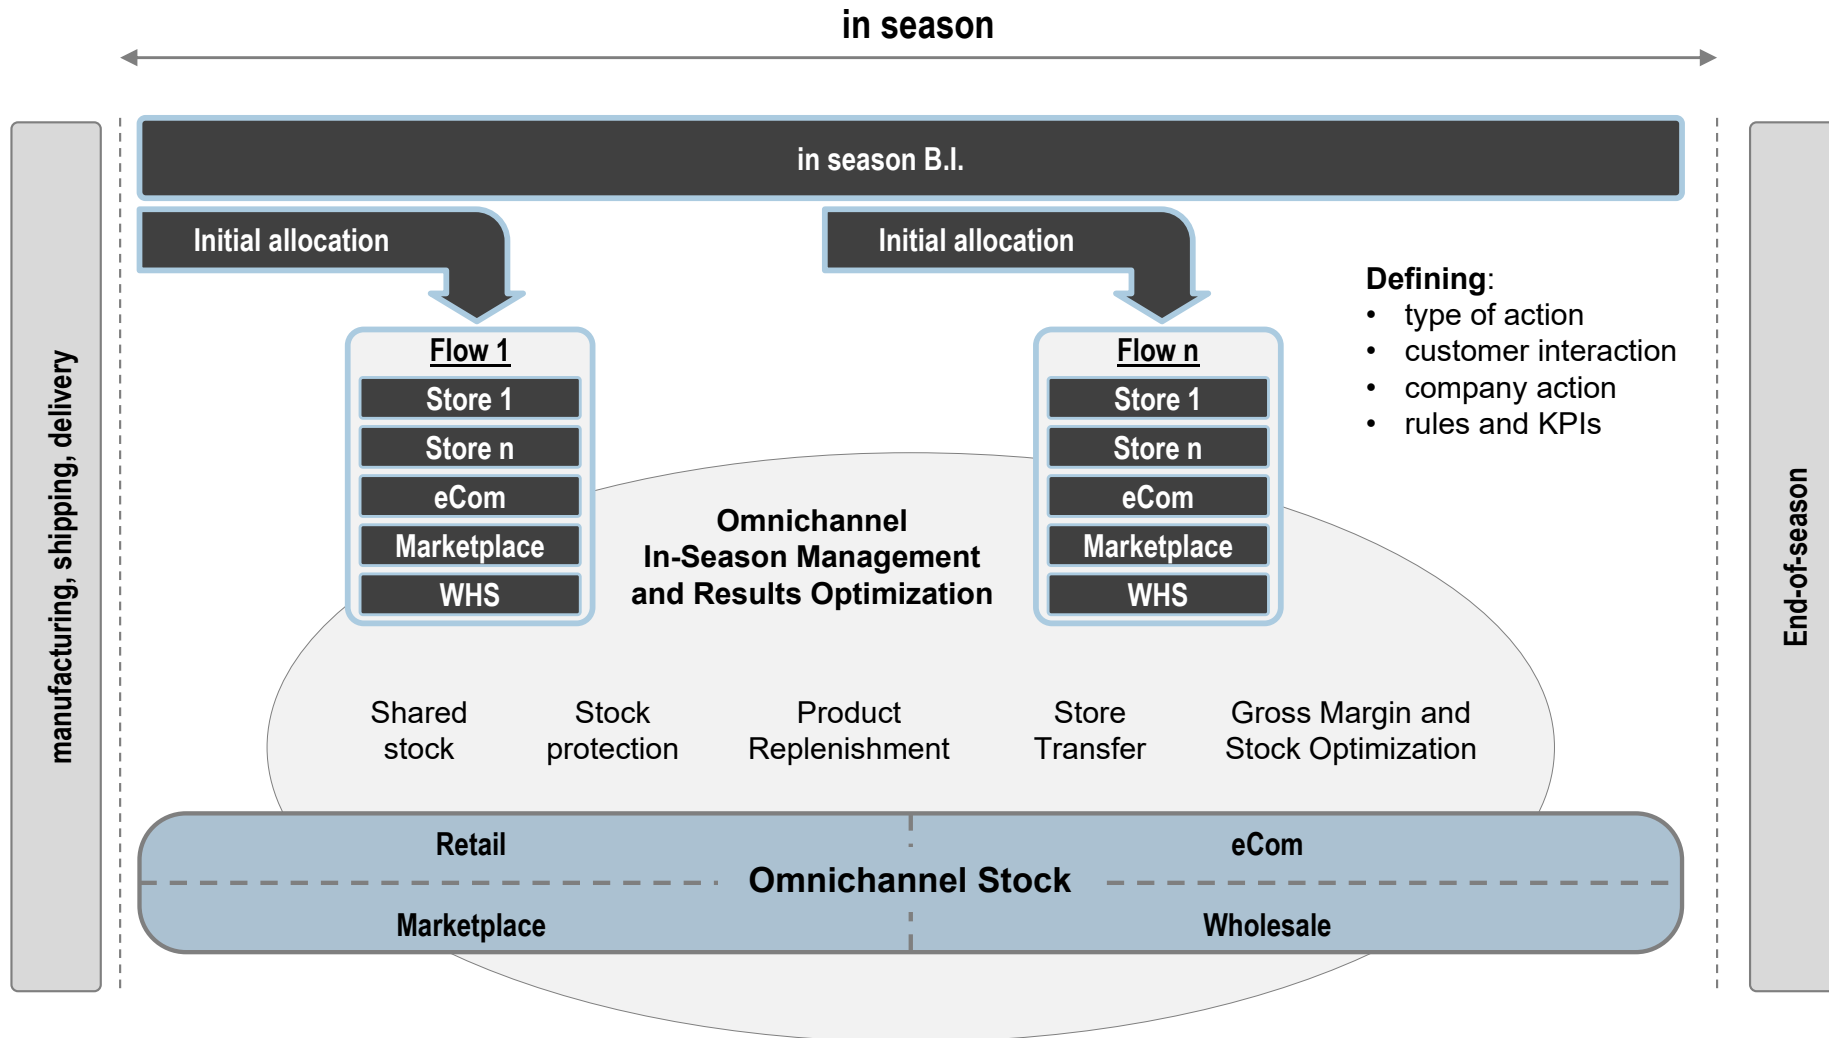 in season
manufacturing, shipping, delivery
in season B.I.
Initial allocation
Initial allocation
Flow 1
Store 1
Store n
eCom
Marketplace
WHS
Flow n
Store 1
Store n
eCom
Marketplace
WHS
Defining:
• type of action
• customer interaction
• company action
• rules and KPIs
Omnichannel
In-Season Management
and Results Optimization
Shared
stock
Stock
protection
Product
Replenishment
Store
Transfer
Gross Margin and
Stock Optimization
Retail
eCom
Omnichannel Stock
Marketplace
Wholesale
End-of-season